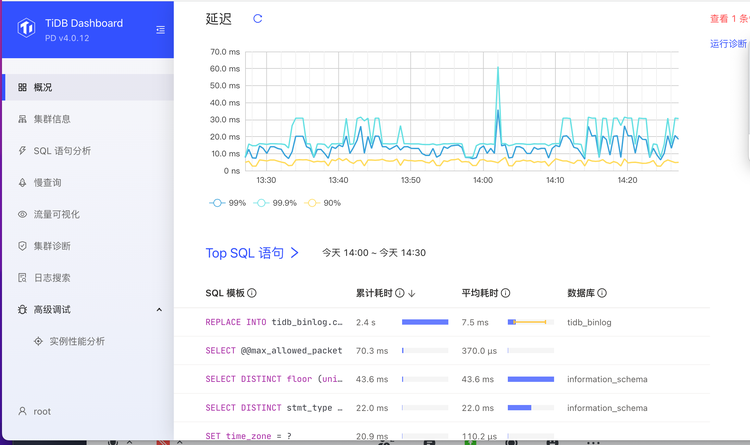 TiDB Dashboard
PD v4.0.12
概况
集群信息
SQL 语句分析
慢查询
流量可视化
集群诊断
日志搜索
高级调试
实例性能分析
root
延迟
查看 1 条
运行诊断
70.0 ms
60.0 ms
50.0 ms
40.0 ms
30.0 ms
20.0 ms
10.0 ms
0 ns
13:30 13:40 13:50 14:00 14:10 14:20
99% 99.9% 90%
Top SQL 语句 今天 14:00 ~ 今天 14:30
SQL 模板 累计耗时 平均耗时 数据库
REPLACE INTO tidb_binlog.c… 2.4 s 7.5 ms tidb_binlog
SELECT @@max_allowed_packet 70.3 ms 370.0 µs
SELECT DISTINCT floor (uni… 43.6 ms 43.6 ms information_schema
SELECT DISTINCT stmt_type … 22.0 ms 22.0 ms information_schema
SET time_zone = ? 20.9 ms 110.2 µs